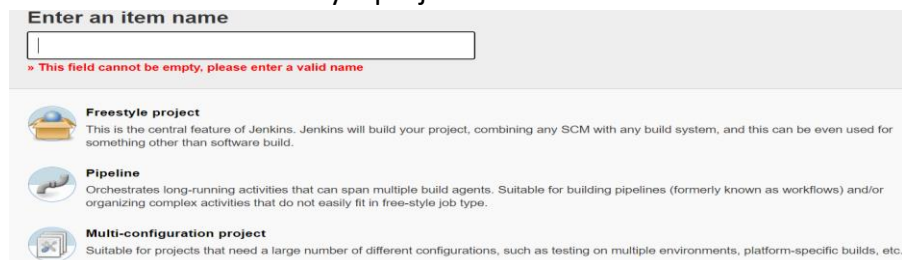 Enter an item name
» This field cannot be empty, please enter a valid name
Freestyle project
This is the central feature of Jenkins. Jenkins will build your project, combining any SCM with any build system, and this can be even used for
something other than software build.
Pipeline
Orchestrates long-running activities that can span multiple build agents. Suitable for building pipelines (formerly known as workflows) and/or
organizing complex activities that do not easily fit in free-style job type.
Multi-configuration project
Suitable for projects that need a large number of different configurations, such as testing on multiple environments, platform-specific builds, etc.